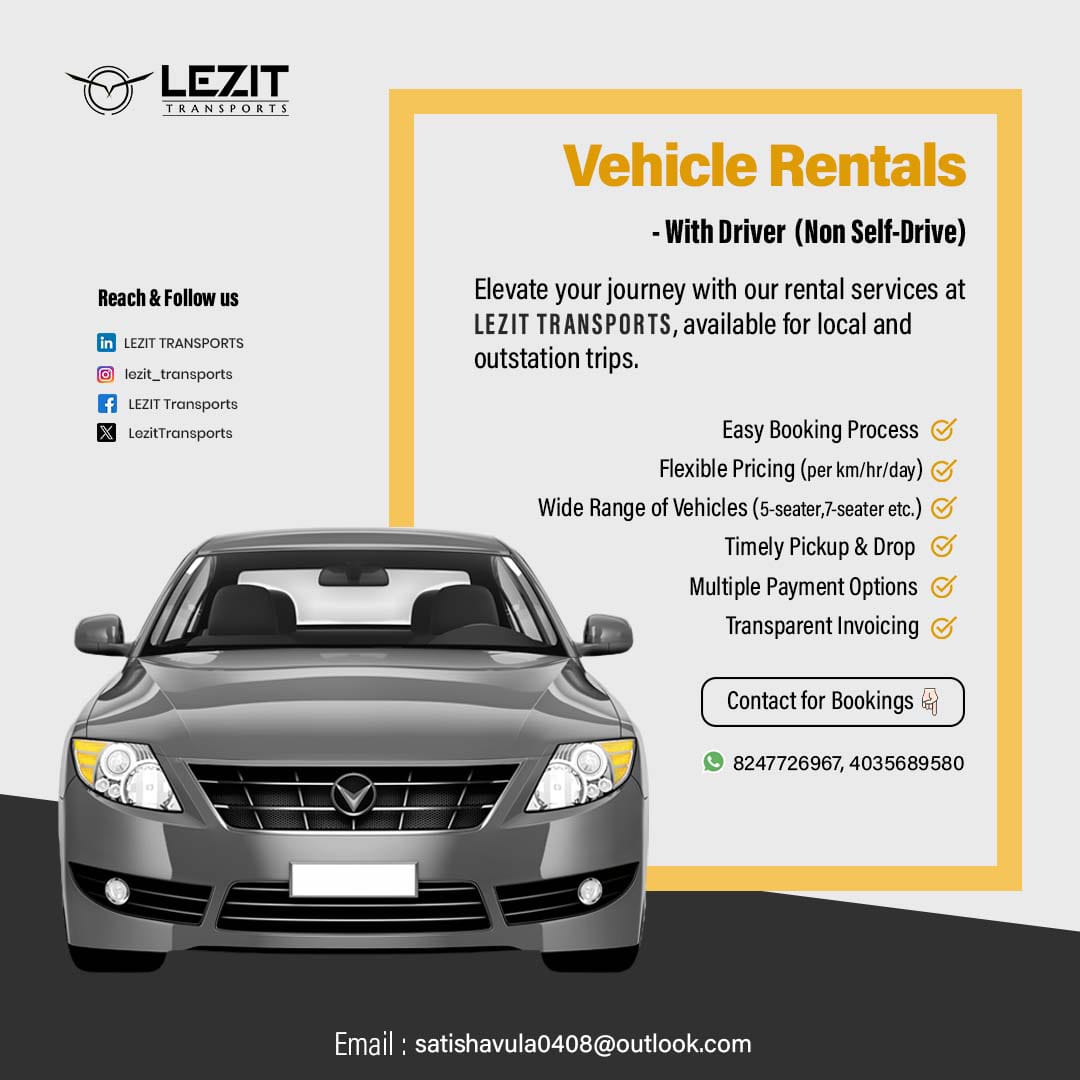 LEZIT
TRANSPORTS
Vehicle Rentals
- With Driver (Non Self-Drive)
Elevate your journey with our rental services at
LEZIT TRANSPORTS, available for local and
outstation trips.
Reach & Follow us
in LEZIT TRANSPORTS
lezit_transports
LEZIT Transports
LezitTransports
Easy Booking Process
Flexible Pricing (per km/hr/day)
Wide Range of Vehicles (5-seater,7-seater etc.)
Timely Pickup & Drop
Multiple Payment Options
Transparent Invoicing
Contact for Bookings
8247726967, 4035689580
Email : satishavula0408@outlook.com